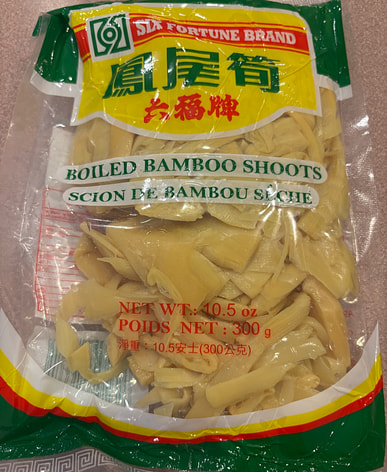 SIX FORTUNE BRAND
鳳尾筍
六福牌
BOILED BAMBOO SHOOTS
SCION DE BAMBOU SÉCHÉ
NET WT.: 10.5 oz
POIDS NET : 300 g
淨重：10.5安士(300公克)